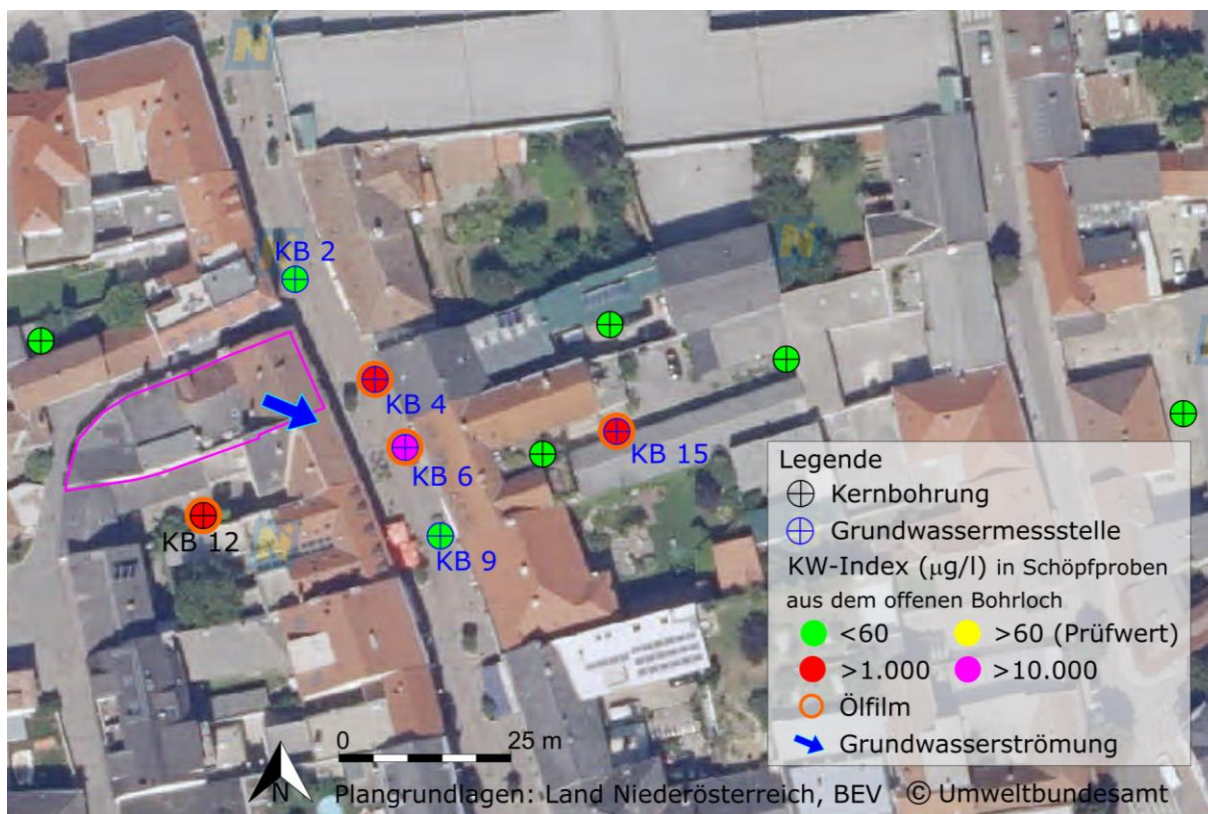 N
KB 2
N
KB 4
KB 6
KB 15
KB 12
N
KB 9
Legende
Kernbohrung
Grundwassermessstelle
KW-Index (µg/l) in Schöpfproben
aus dem offenen Bohrloch
<60 >60 (Prüfwert)
>1.000 >10.000
Ölfilm
Grundwasserströmung
0 25 m
N Plangrundlagen: Land Niederösterreich, BEV © Umweltbundesamt